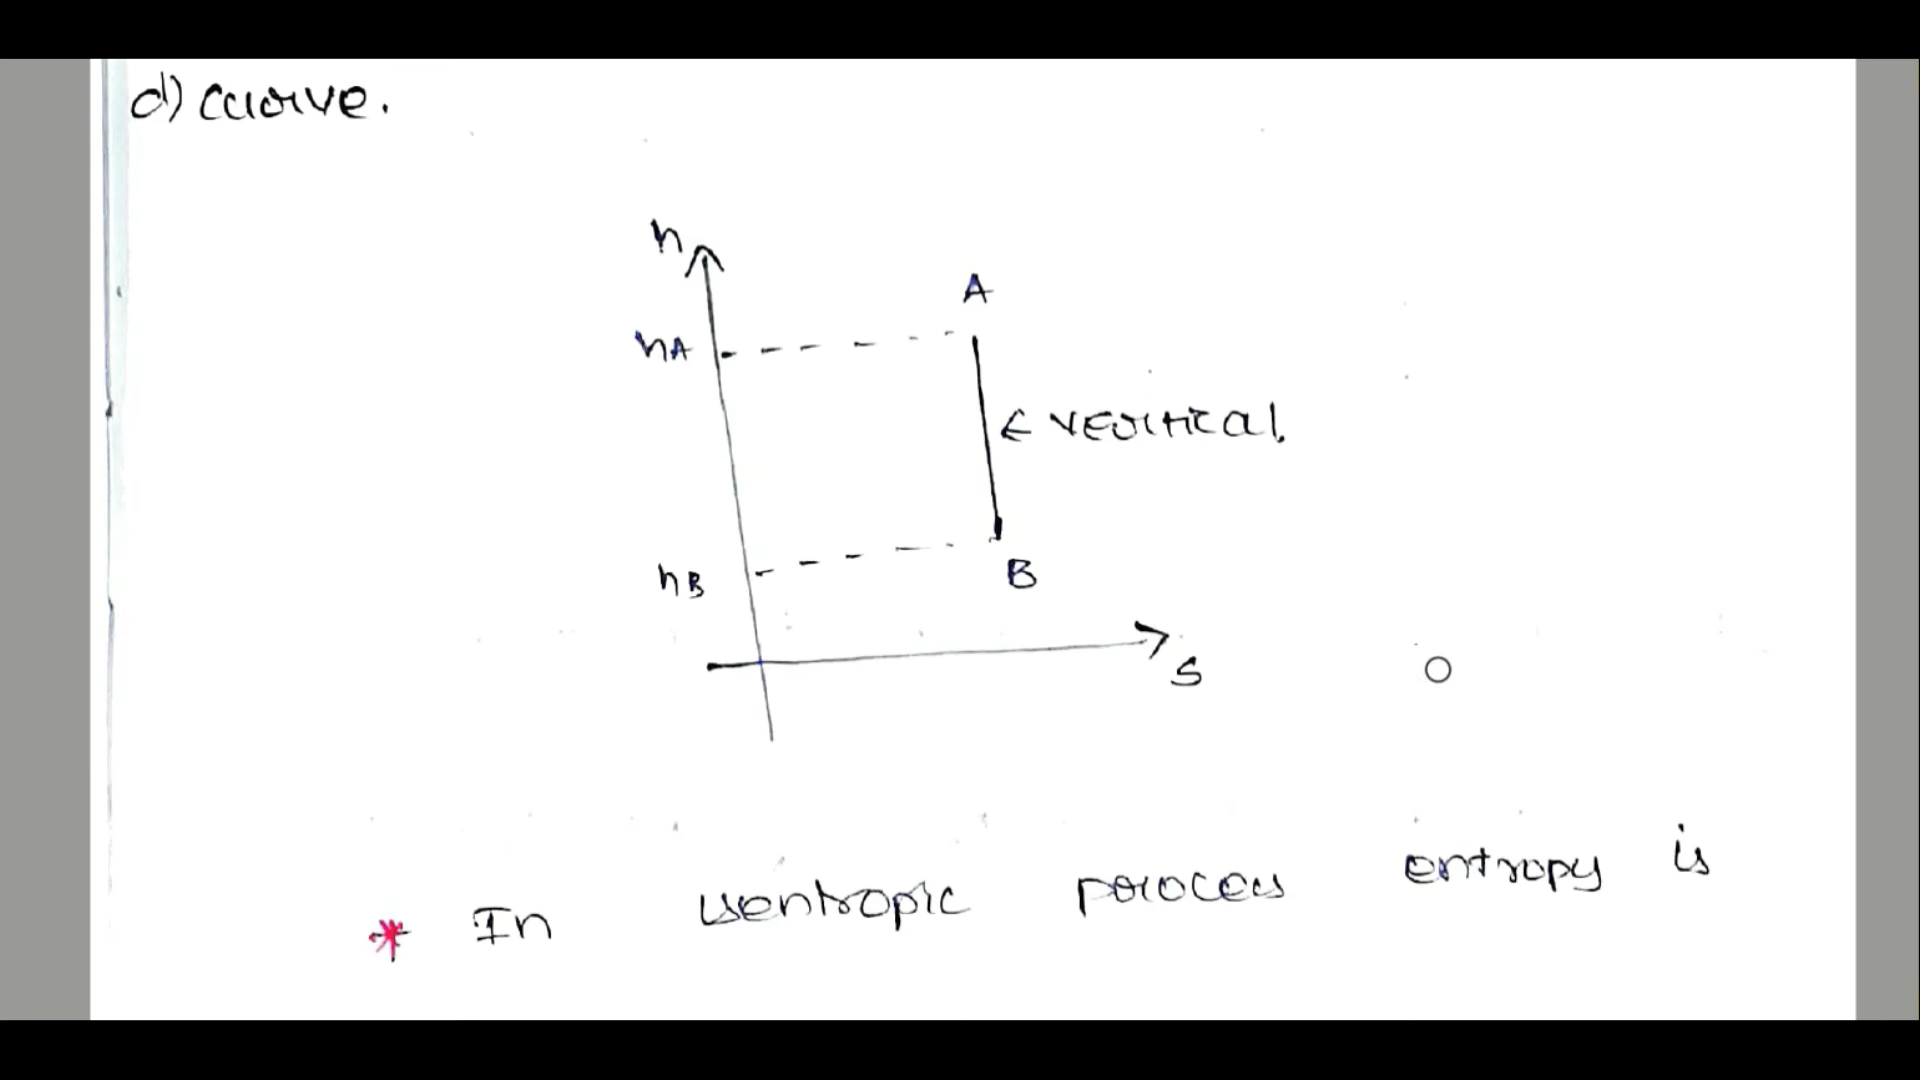 d) curve.
h
A
hA
← vertical.
hB
B
S
* In isentropic process entropy is